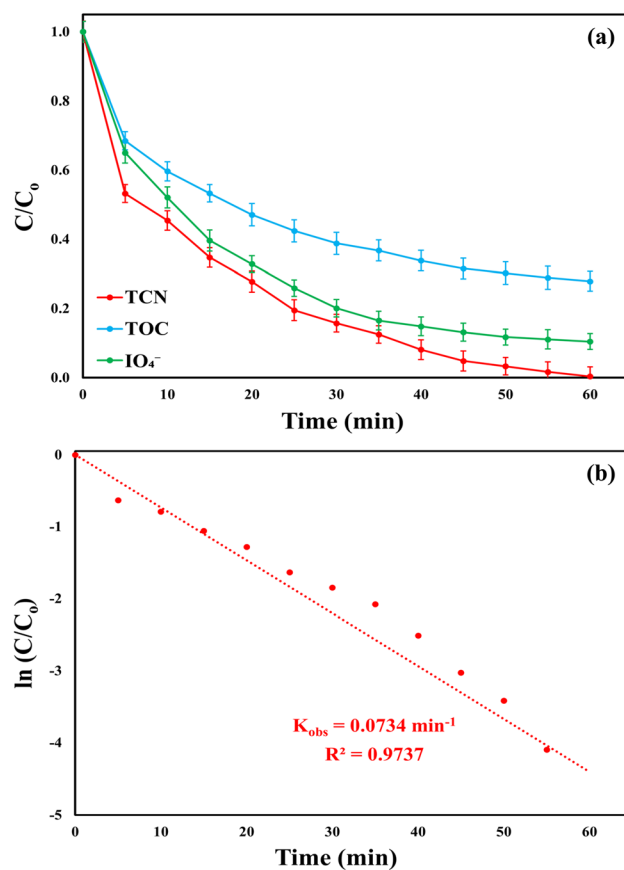 (a)
1.0
0.8
0.6
0.4
0.2
0.0
C/Cₒ
TCN
TOC
IO₄⁻
0 10 20 30 40 50 60
Time (min)
(b)
0
-1
-2
-3
-4
-5
ln (C/Cₒ)
Kₒbₛ = 0.0734 min⁻¹
R² = 0.9737
0 10 20 30 40 50 60
Time (min)